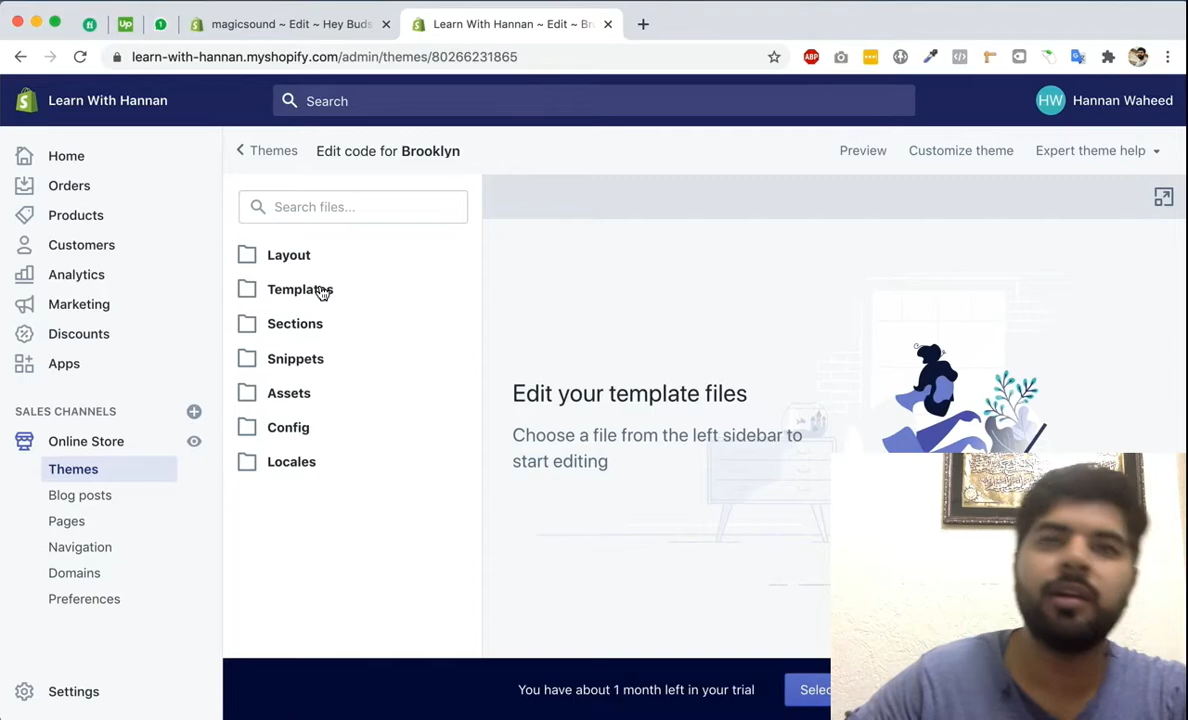 magicsound ~ Edit ~ Hey Buds
Learn With Hannan ~ Edit ~ Br
learn-with-hannan.myshopify.com/admin/themes/80266231865
Learn With Hannan
Search
HW
Hannan Waheed
Home
Orders
Products
Customers
Analytics
Marketing
Discounts
Apps
SALES CHANNELS
Online Store
Themes
Blog posts
Pages
Navigation
Domains
Preferences
Settings
Themes
Edit code for Brooklyn
Preview
Customize theme
Expert theme help
Search files...
Layout
Templates
Sections
Snippets
Assets
Config
Locales
Edit your template files
Choose a file from the left sidebar to
start editing
You have about 1 month left in your trial
Selec